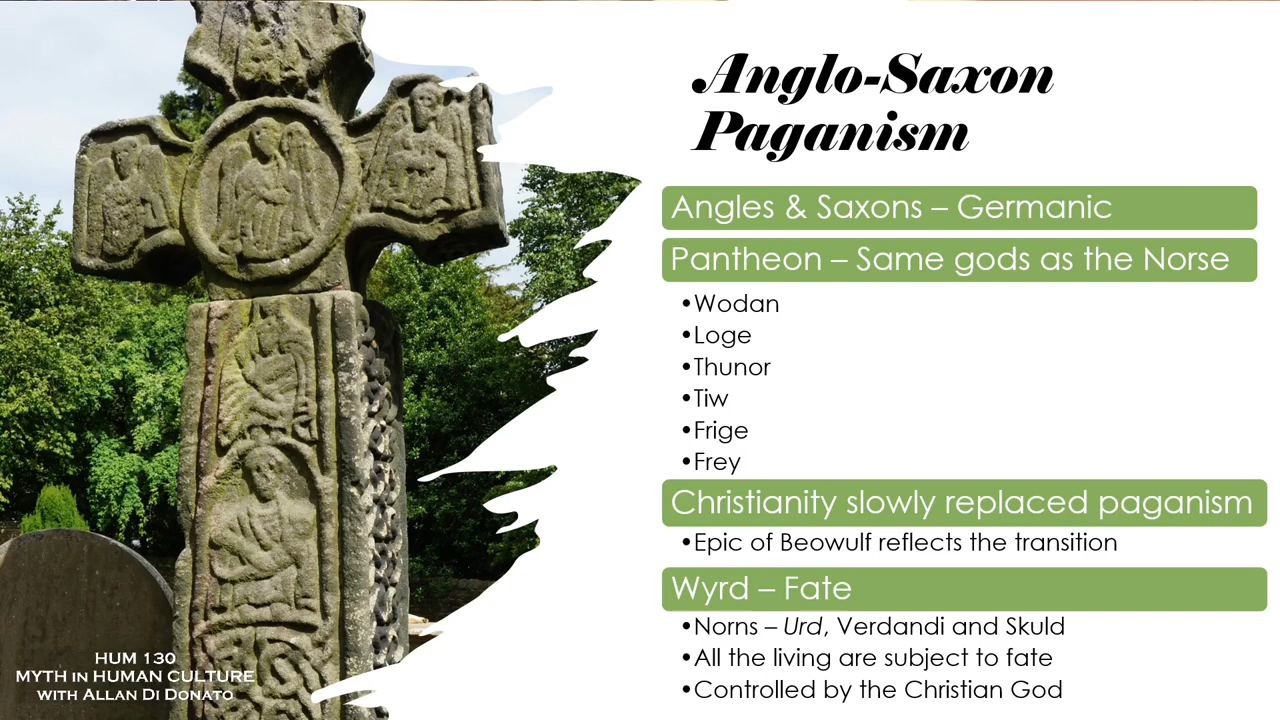 Anglo-Saxon
Paganism
Angles & Saxons – Germanic
Pantheon – Same gods as the Norse
•Wodan
•Loge
•Thunor
•Tiw
•Frige
•Frey
Christianity slowly replaced paganism
•Epic of Beowulf reflects the transition
Wyrd – Fate
•Norns – Urd, Verdandi and Skuld
•All the living are subject to fate
•Controlled by the Christian God
HUM 130
MYTH in HUMAN CULTURE
with Allan Di Donato